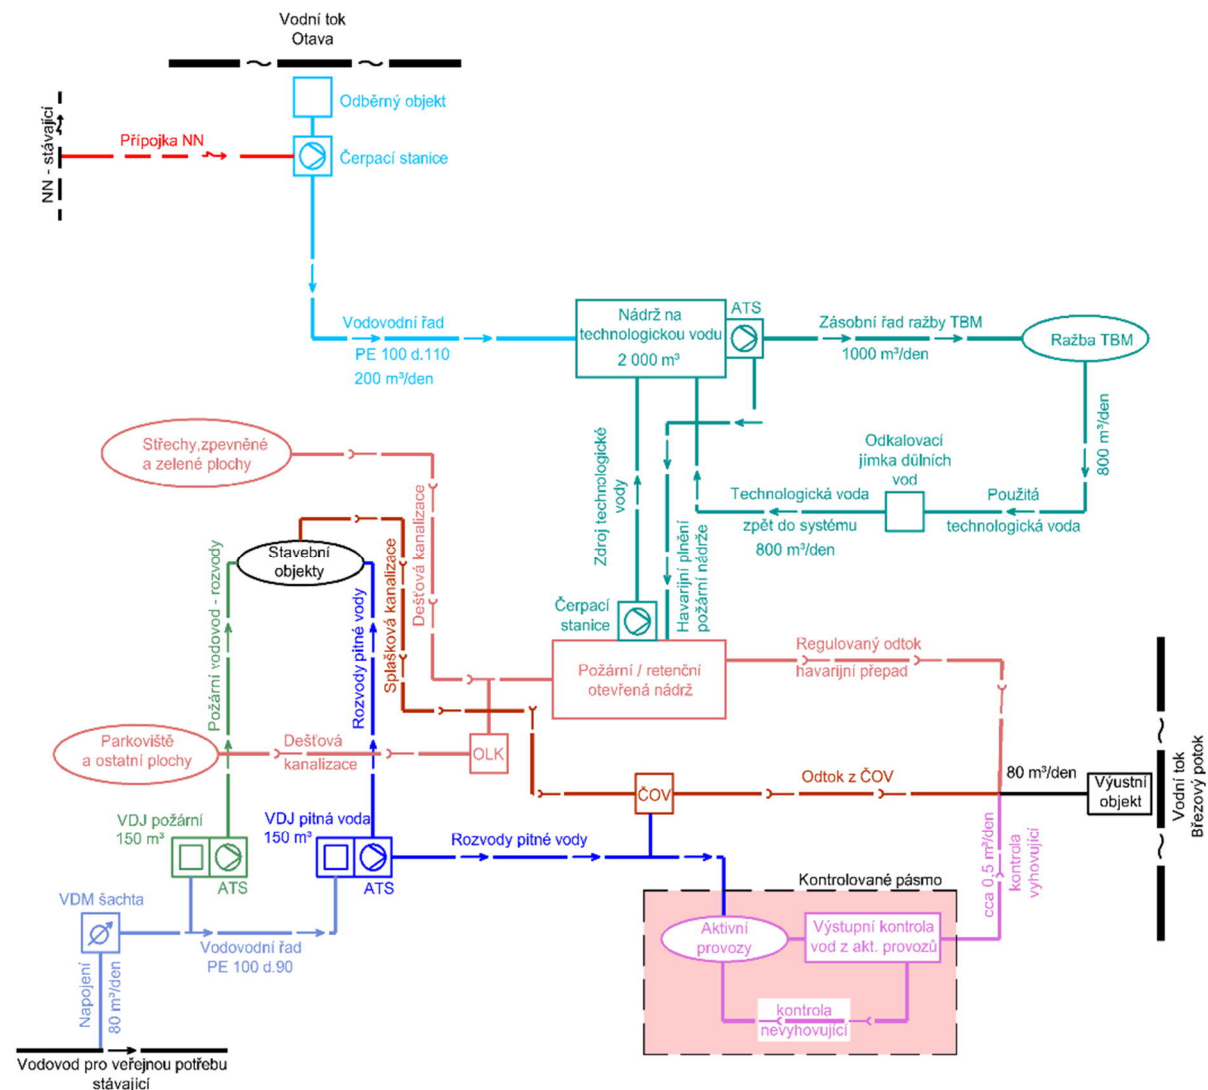 Vodní tok
Otava
Odběrný objekt
NN - stávající
Přípojka NN
Čerpací stanice
Vodovodní řad
PE 100 d.110
200 m³/den
Nádrž na
technologickou vodu
2 000 m³
ATS
Zásobní řad ražby TBM
1000 m³/den
Ražba TBM
800 m³/den
Odkalovací
jímka důlních
vod
Použitá
technologická voda
Technologická voda
zpět do systému
800 m³/den
Zdroj technologické
vody
Havarijní plnění
požární nádrže
Čerpací
stanice
Střechy,zpevněné
a zelené plochy
Dešťová kanalizace
Stavební
objekty
Splašková kanalizace
Požární vodovod - rozvody
Rozvody pitné vody
Požární / retenční
otevřená nádrž
Regulovaný odtok
havarijní přepad
Parkoviště
a ostatní plochy
Dešťová
kanalizace
OLK
ČOV
Odtok z ČOV
80 m³/den
Výustní
objekt
Vodní tok
Březový potok
VDJ požární
150 m³
ATS
VDJ pitná voda
150 m³
ATS
Rozvody pitné vody
cca 0,5 m³/den
kontrola
vyhovující
Kontrolované pásmo
Aktivní
provozy
Výstupní kontrola
vod z akt. provozů
kontrola
nevyhovující
VDM šachta
Vodovodní řad
PE 100 d.90
Napojení
80 m³/den
Vodovod pro veřejnou potřebu
stávající